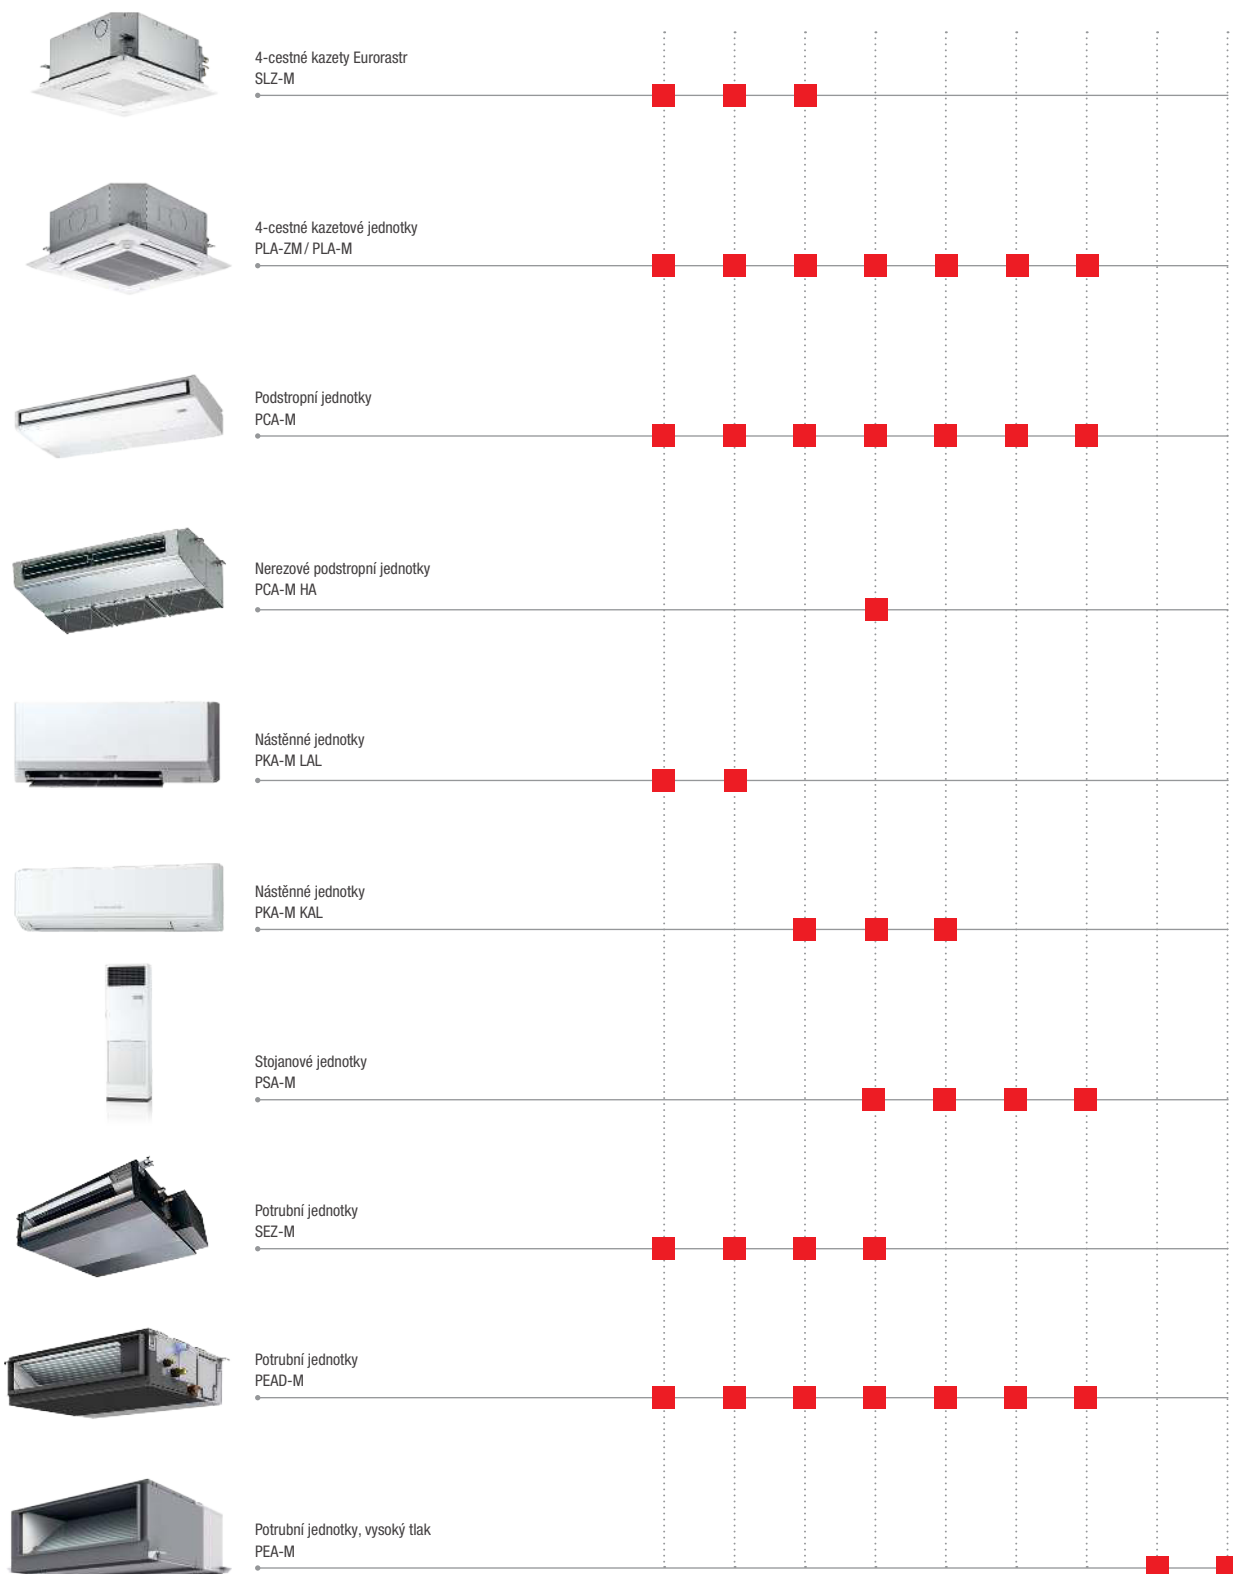 4-cestné kazety Eurorastr
SLZ-M
4-cestné kazetové jednotky
PLA-ZM / PLA-M
Podstropní jednotky
PCA-M
Nerezové podstropní jednotky
PCA-M HA
Nástěnné jednotky
PKA-M LAL
Nástěnné jednotky
PKA-M KAL
Stojanové jednotky
PSA-M
Potrubní jednotky
SEZ-M
Potrubní jednotky
PEAD-M
Potrubní jednotky, vysoký tlak
PEA-M